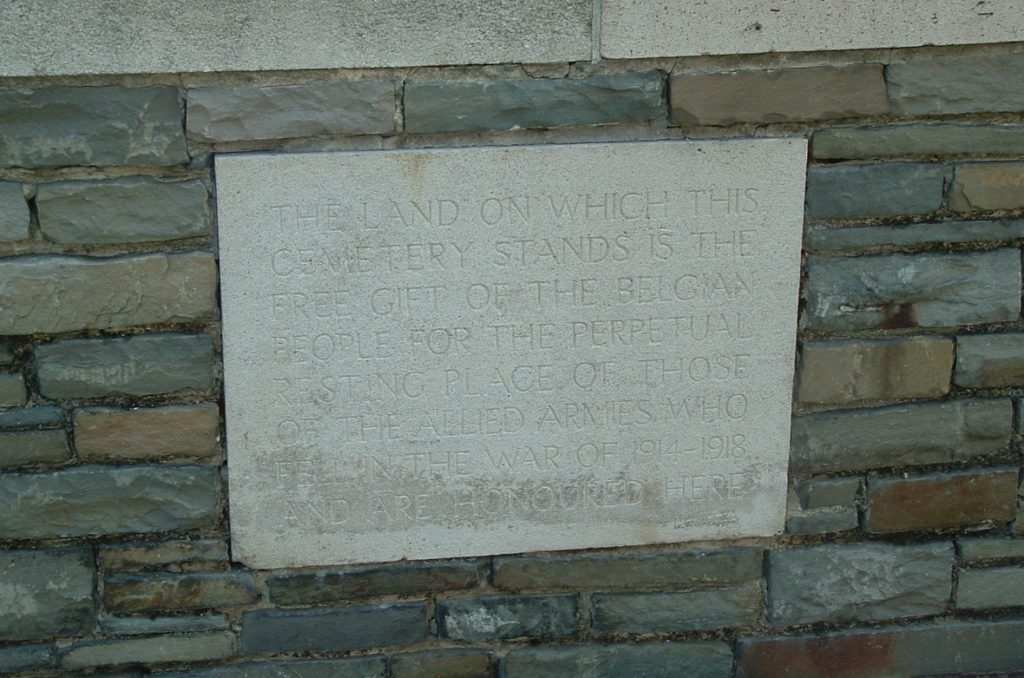 THE LAND ON WHICH THIS
CEMETERY STANDS IS THE
FREE GIFT OF THE BELGIAN
PEOPLE FOR THE PERPETUAL
RESTING PLACE OF THOSE
OF THE ALLIED ARMIES WHO
FELL IN THE WAR OF 1914-1918
AND ARE HONOURED HERE